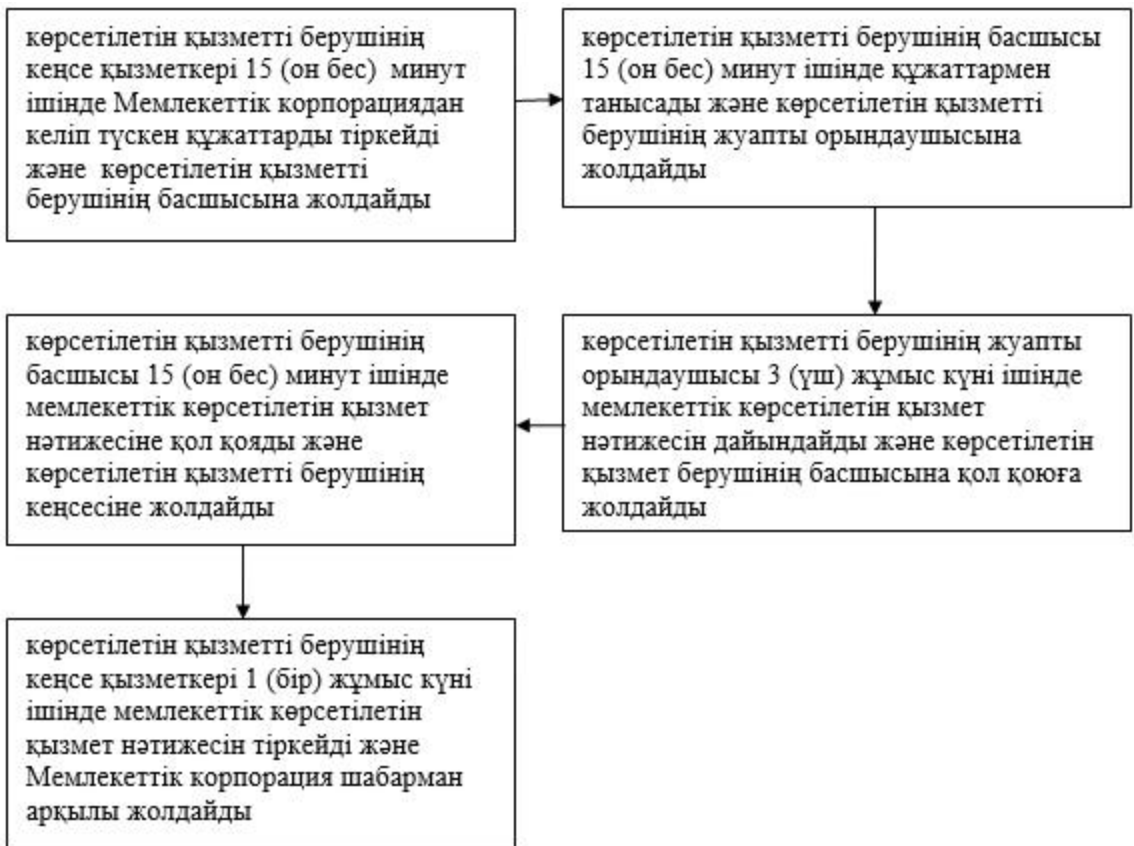 көрсетілетін қызметті берушінің
кеңсе қызметкері 15 (он бес) минут
ішінде Мемлекеттік корпорациядан
келіп түскен құжаттарды тіркейді
және көрсетілетін қызметті
берушінің басшысына жолдайды
көрсетілетін қызметті берушінің басшысы
15 (он бес) минут ішінде құжаттармен
танысады және көрсетілетін қызметті
берушінің жуапты орындаушысына
жолдайды
көрсетілетін қызметті берушінің жуапты
орындаушысы 3 (үш) жұмыс күні ішінде
мемлекеттік көрсетілетін қызмет
нәтижесін дайындайды және көрсетілетін
қызмет берушінің басшысына қол қоюға
жолдайды
көрсетілетін қызметті берушінің
басшысы 15 (он бес) минут ішінде
мемлекеттік көрсетілетін қызмет
нәтижесіне қол қояды және
көрсетілетін қызметті берушінің
кеңсесіне жолдайды
көрсетілетін қызметті берушінің
кеңсе қызметкері 1 (бір) жұмыс күні
ішінде мемлекеттік көрсетілетін
қызмет нәтижесін тіркейді және
Мемлекеттік корпорация шабарман
арқылы жолдайды